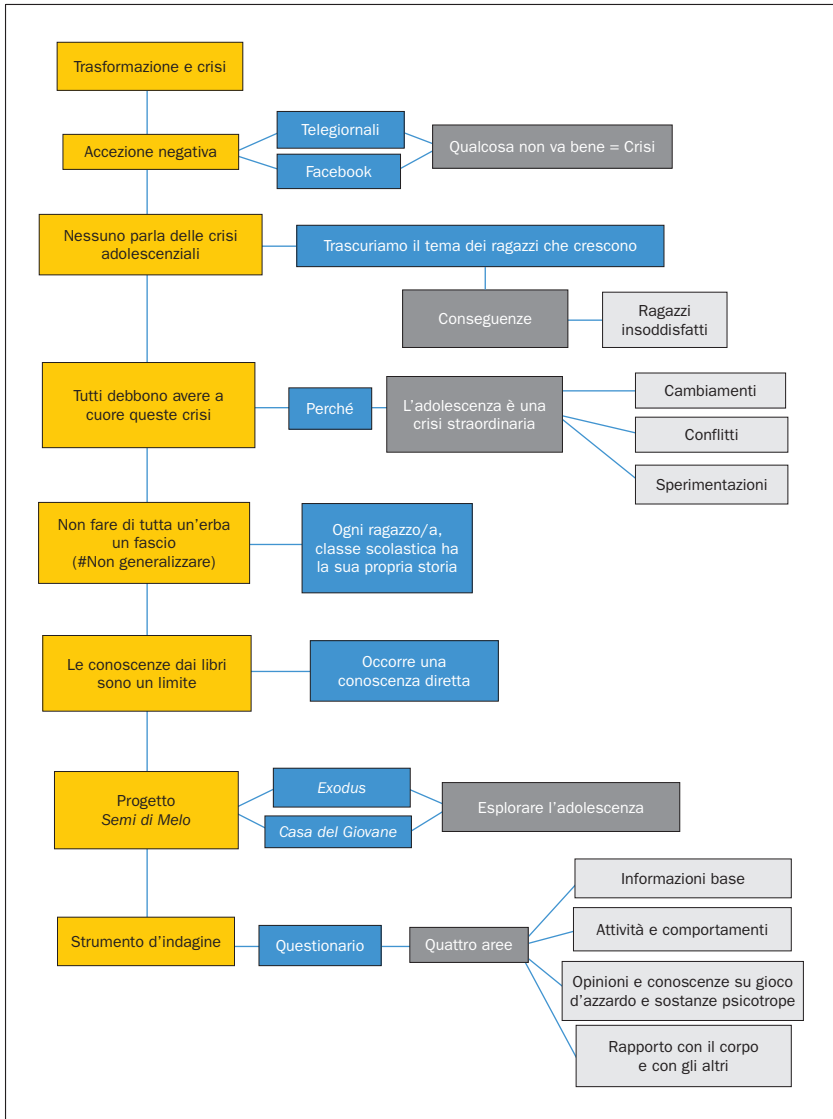 Trasformazione e crisi
Accezione negativa
Telegiornali
Facebook
Qualcosa non va bene = Crisi
Nessuno parla delle crisi
adolescenziali
Trascuriamo il tema dei ragazzi che crescono
Conseguenze
Ragazzi
insoddisfatti
Tutti debbono avere a
cuore queste crisi
Perché
L'adolescenza è una
crisi straordinaria
Cambiamenti
Conflitti
Sperimentazioni
Non fare di tutta un'erba
un fascio
(#Non generalizzare)
Ogni ragazzo/a,
classe scolastica ha
la sua propria storia
Le conoscenze dai libri
sono un limite
Occorre una
conoscenza diretta
Progetto
Semi di Melo
Exodus
Casa del Giovane
Esplorare l'adolescenza
Strumento d'indagine
Questionario
Quattro aree
Informazioni base
Attività e comportamenti
Opinioni e conoscenze su gioco
d'azzardo e sostanze psicotrope
Rapporto con il corpo
e con gli altri